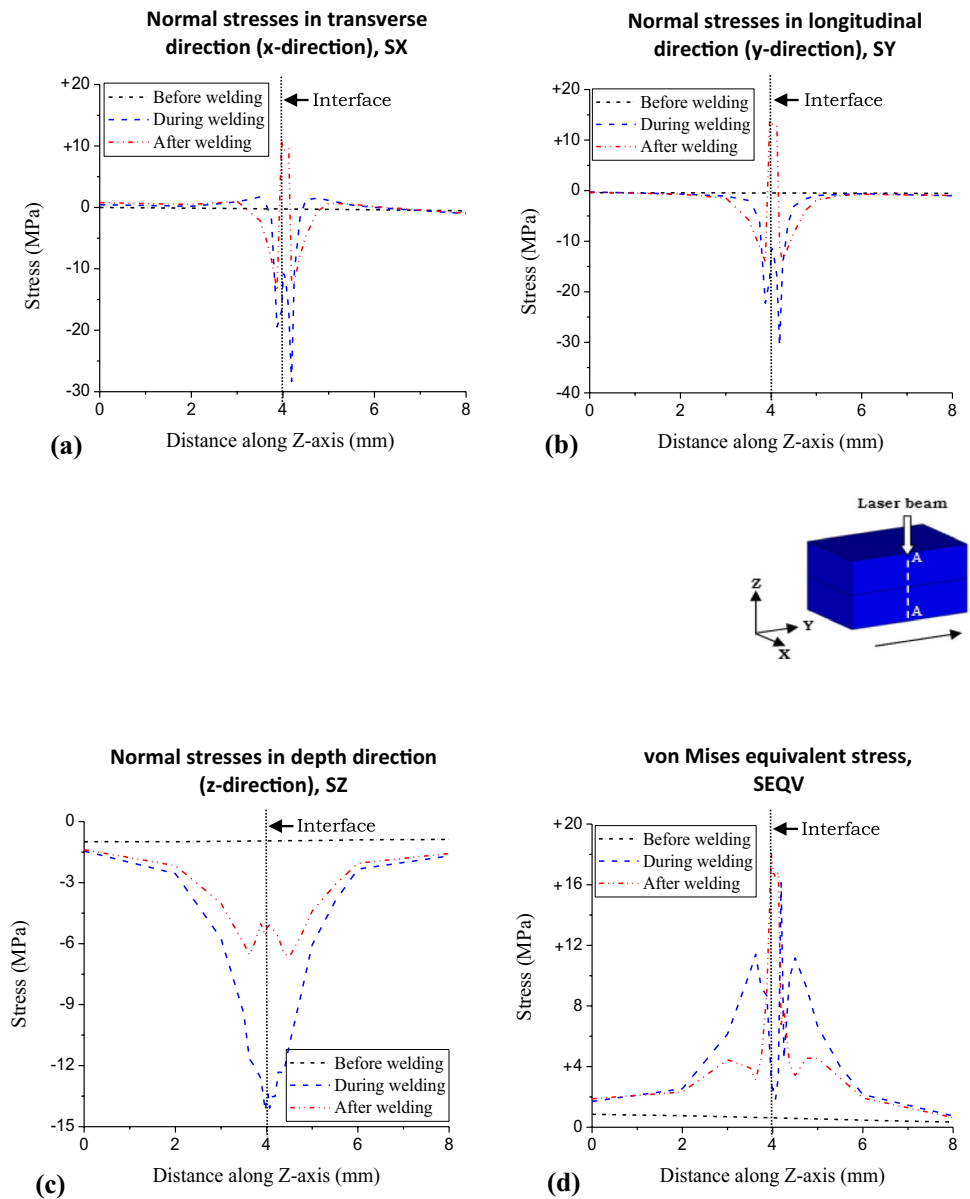 Normal stresses in transverse
direction (x-direction), SX
+20
+10
0
-10
-20
-30
Stress (MPa)
Before welding
During welding
After welding
Interface
0
2
4
6
8
Distance along Z-axis (mm)
(a)
Normal stresses in longitudinal
direction (y-direction), SY
+20
+10
0
-10
-20
-30
-40
Stress (MPa)
Before welding
During welding
After welding
Interface
0
2
4
6
8
Distance along Z-axis (mm)
(b)
Laser beam
A
A
Z
Y
X
Normal stresses in depth direction
(z-direction), SZ
0
-3
-6
-9
-12
-15
Stress (MPa)
Interface
Before welding
During welding
After welding
0
2
4
6
8
Distance along Z-axis (mm)
(c)
von Mises equivalent stress,
SEQV
+20
+16
+12
8
+4
0
Stress (MPa)
Before welding
During welding
After welding
Interface
0
2
4
6
8
Distance along Z-axis (mm)
(d)